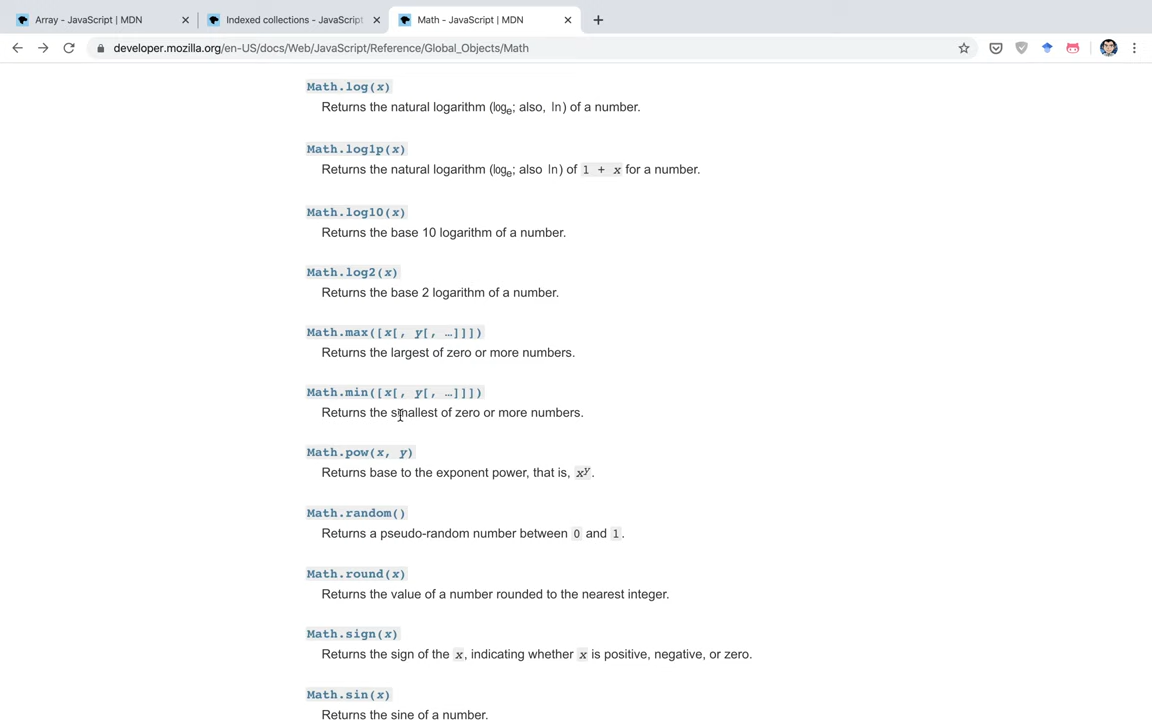 Array - JavaScript | MDN
Indexed collections - JavaScript
Math - JavaScript | MDN
developer.mozilla.org/en-US/docs/Web/JavaScript/Reference/Global_Objects/Math
Math.log(x)
Returns the natural logarithm (logₑ; also, ln) of a number.
Math.log1p(x)
Returns the natural logarithm (logₑ; also ln) of 1 + x for a number.
Math.log10(x)
Returns the base 10 logarithm of a number.
Math.log2(x)
Returns the base 2 logarithm of a number.
Math.max([x[, y[, …]]])
Returns the largest of zero or more numbers.
Math.min([x[, y[, …]]])
Returns the smallest of zero or more numbers.
Math.pow(x, y)
Returns base to the exponent power, that is, xʸ.
Math.random()
Returns a pseudo-random number between 0 and 1.
Math.round(x)
Returns the value of a number rounded to the nearest integer.
Math.sign(x)
Returns the sign of the x, indicating whether x is positive, negative, or zero.
Math.sin(x)
Returns the sine of a number.